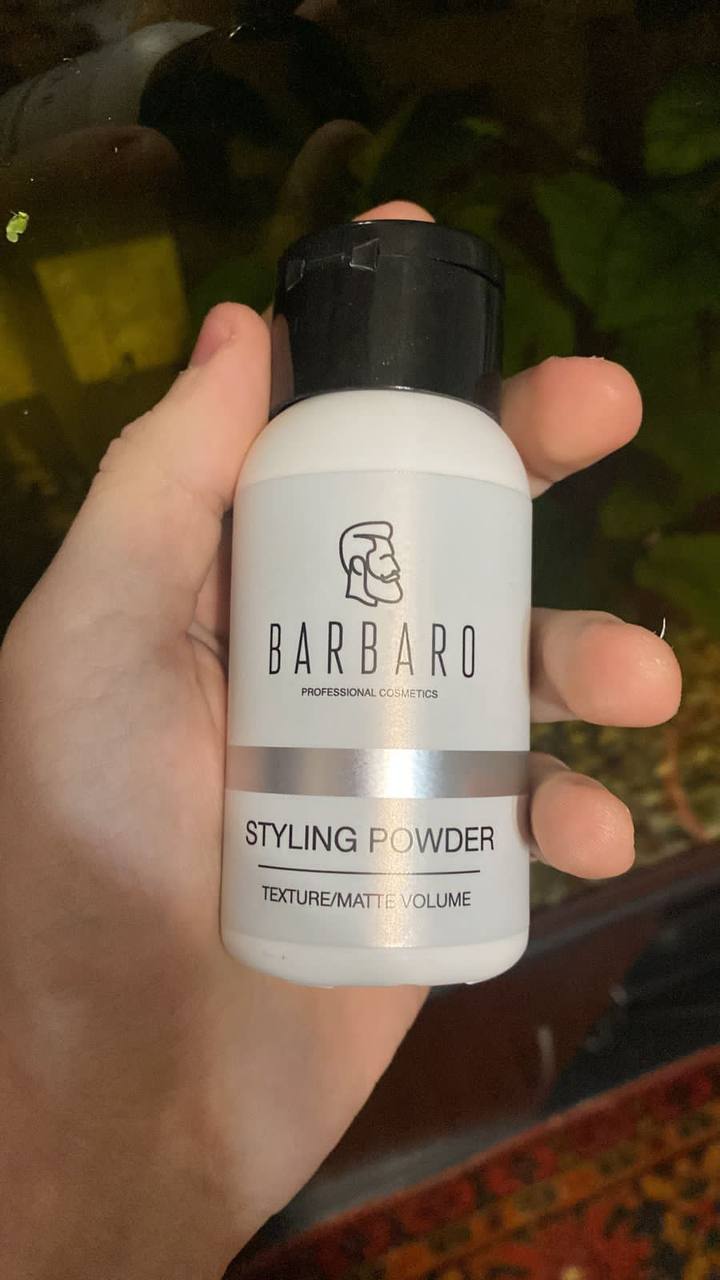 BARBARO
PROFESSIONAL COSMETICS
STYLING POWDER
TEXTURE/MATTE VOLUME